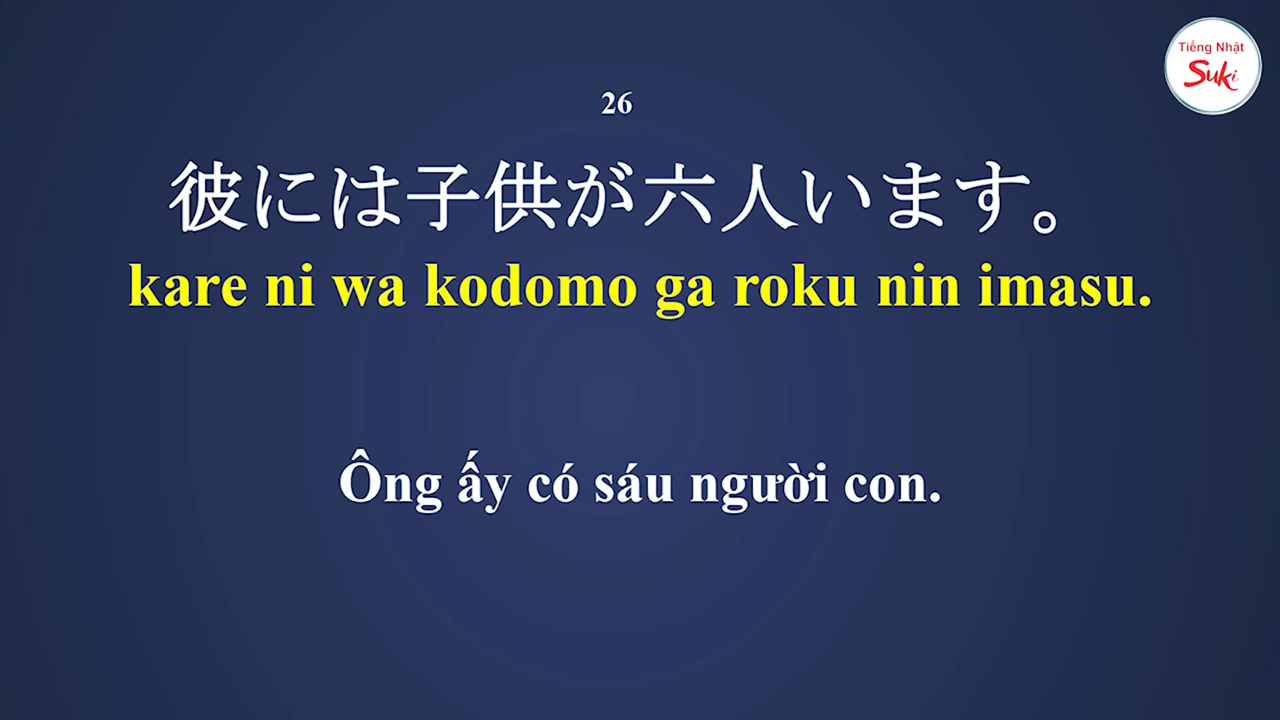 Tiếng Nhật
Suki
26
彼には子供が六人います。
kare ni wa kodomo ga roku nin imasu.
Ông ấy có sáu người con.